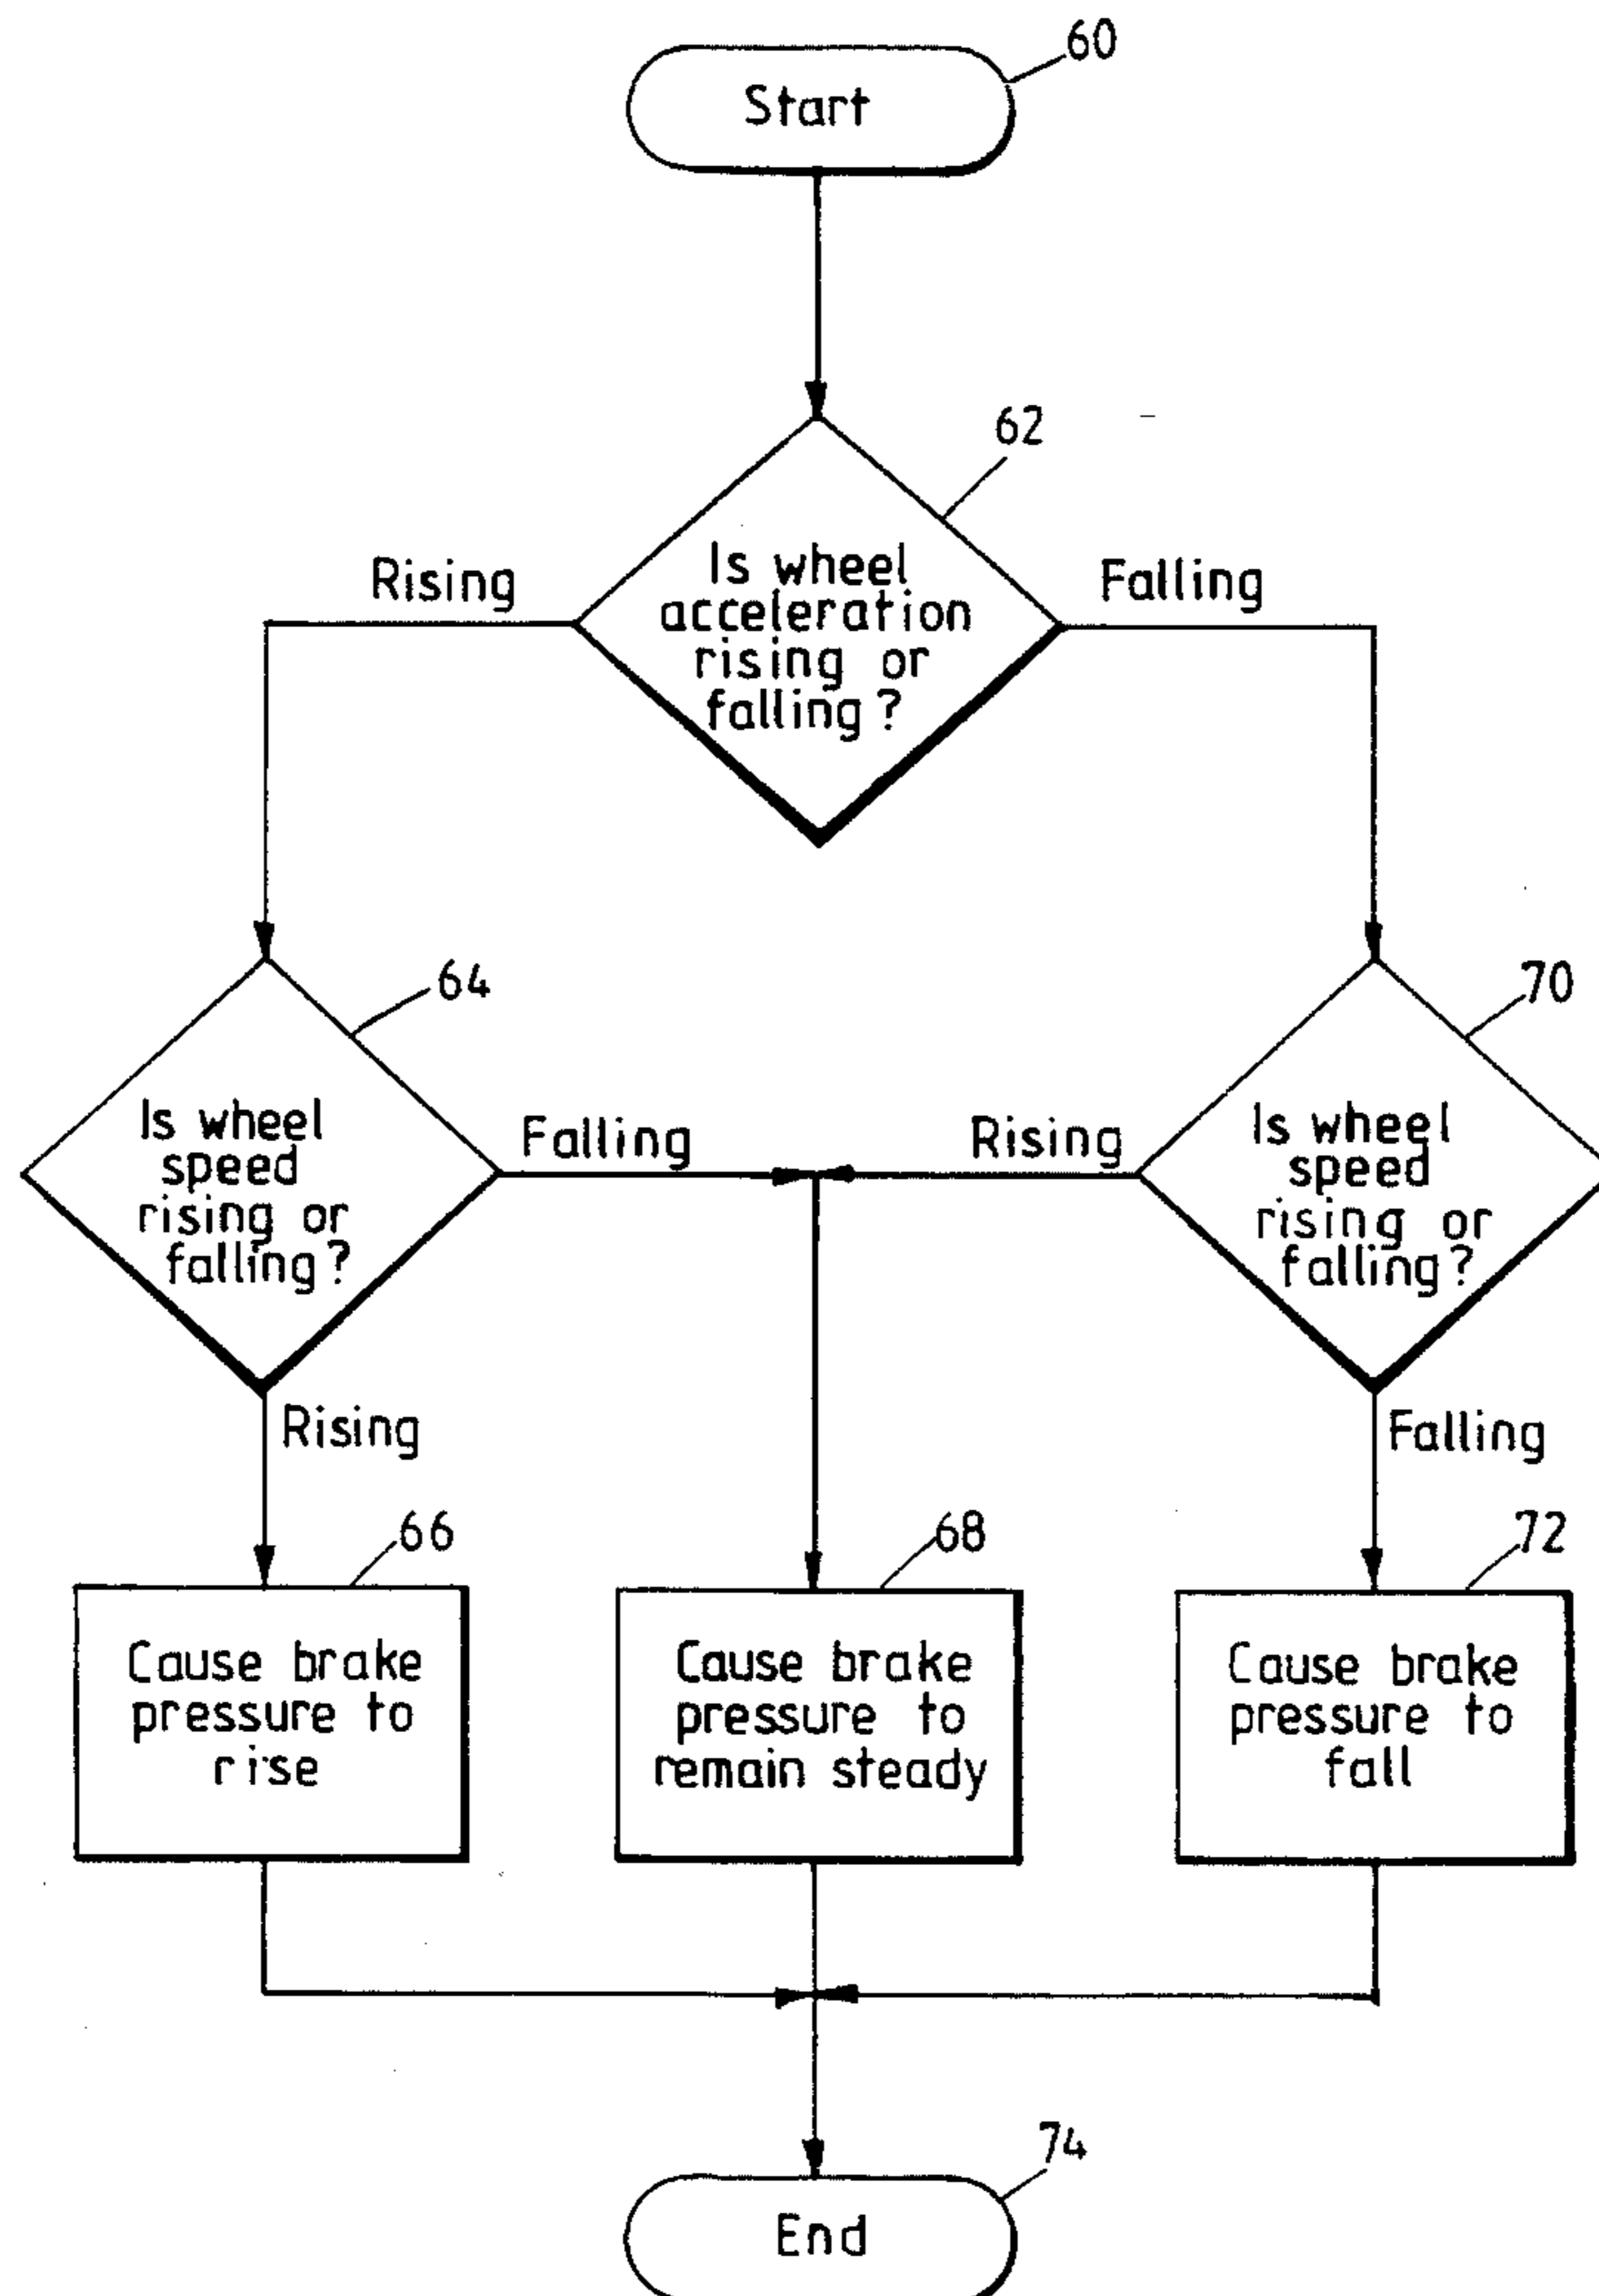 60
Start
62
Rising
Is wheel
acceleration
rising or
falling?
Falling
64
70
Is wheel
speed
rising or
falling?
Falling
Rising
Is wheel
speed
rising or
falling?
Rising
Falling
66
68
72
Cause brake
pressure to
rise
Cause brake
pressure to
remain steady
Cause brake
pressure to
fall
74
End